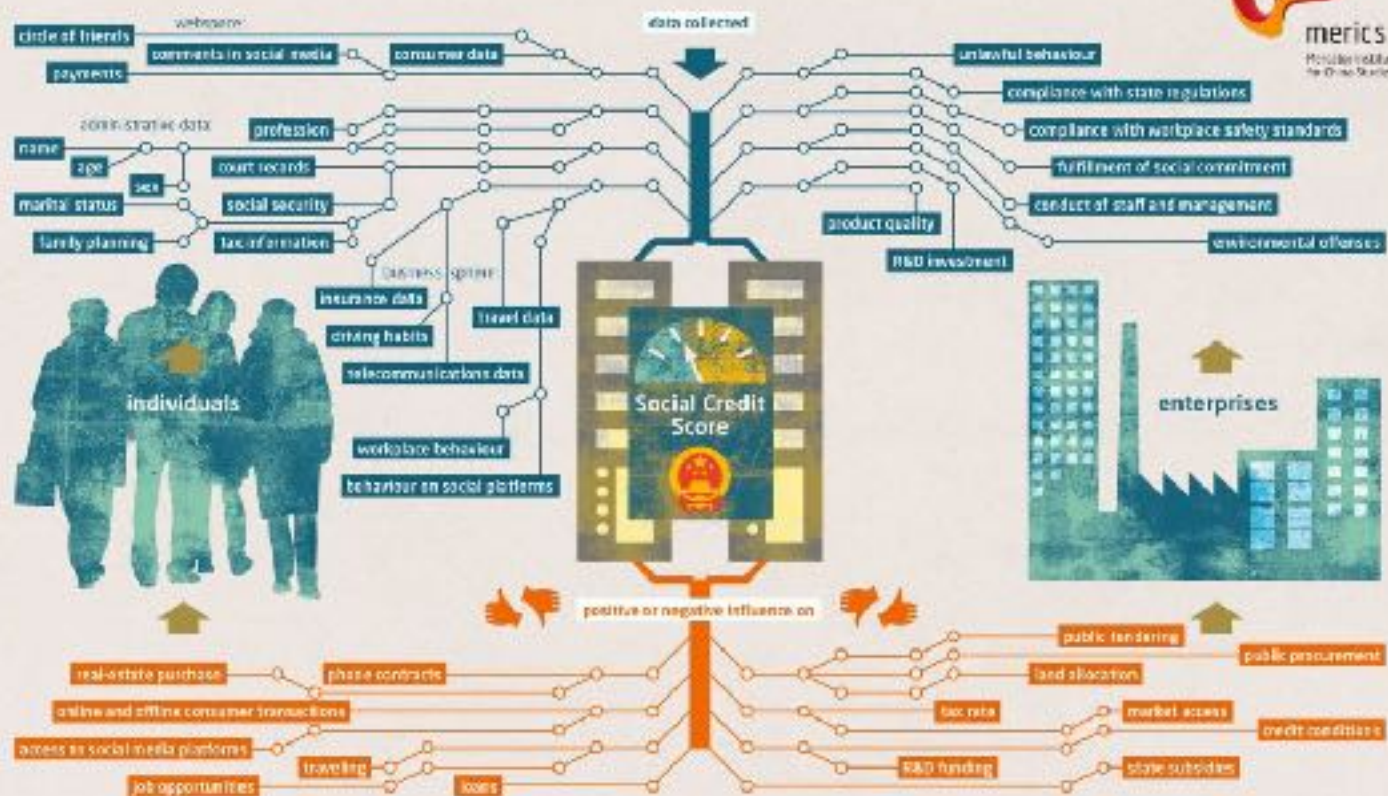 data collected
merics
Mercator Institu
for China Studie
webspace
circle of friends
comments in social media
consumer data
payments
administrative data
profession
name
age
court records
sex
marital status
social security
family planning
tax information
business sphere
insurance data
travel data
driving habits
telecommunications data
workplace behaviour
behaviour on social platforms
unlawful behaviour
compliance with state regulations
compliance with workplace safety standards
fulfillment of social commitment
conduct of staff and management
product quality
environmental offenses
R&D investment
individuals
Social Credit
Score
enterprises
positive or negative influence on
real-estate purchase
phone contracts
online and offline consumer transactions
access to social media platforms
traveling
job opportunities
loans
public tendering
public procurement
land allocation
tax rate
market access
credit conditions
R&D funding
state subsidies